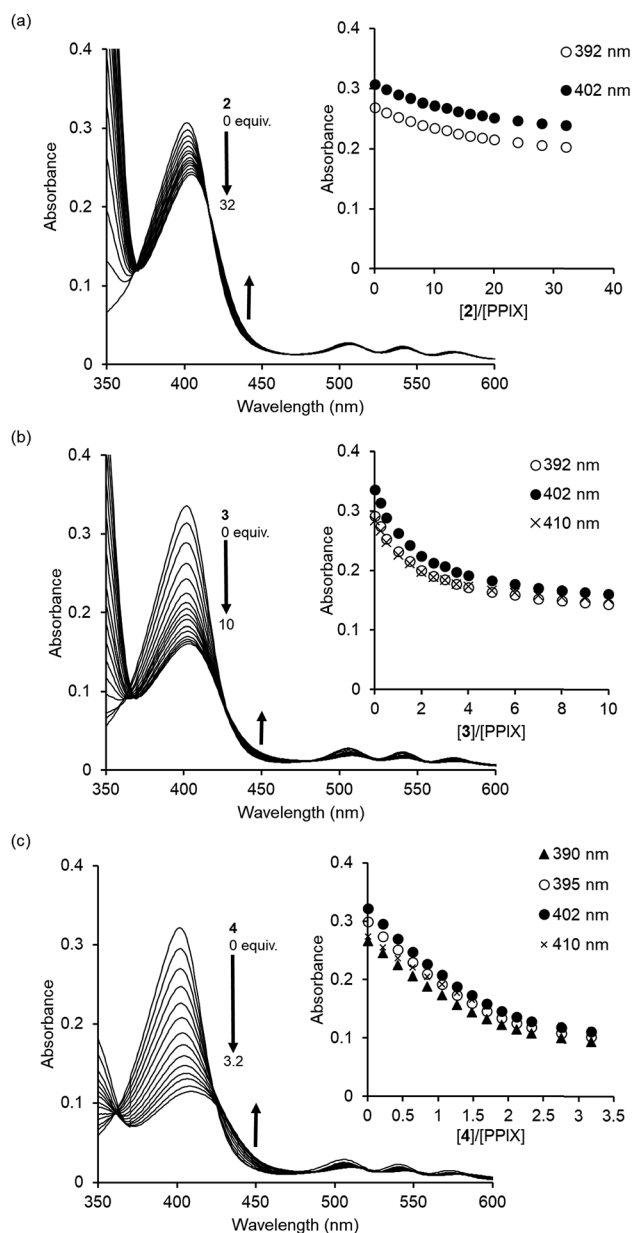 (a)
0.4
0.3
0.2
0.1
0
Absorbance
2
0 equiv.
32
350 400 450 500 550 600
Wavelength (nm)
0.4
0.3
0.2
0.1
0
Absorbance
392 nm
402 nm
0 10 20 30 40
[2]/[PPIX]
(b)
0.4
0.3
0.2
0.1
0
Absorbance
3
0 equiv.
10
350 400 450 500 550 600
Wavelength (nm)
0.4
0.3
0.2
0.1
0
Absorbance
392 nm
402 nm
410 nm
0 2 4 6 8 10
[3]/[PPIX]
(c)
0.4
0.3
0.2
0.1
0
Absorbance
4
0 equiv.
3.2
350 400 450 500 550 600
Wavelength (nm)
0.4
0.3
0.2
0.1
0
Absorbance
390 nm
395 nm
402 nm
410 nm
0 0.5 1 1.5 2 2.5 3 3.5
[4]/[PPIX]